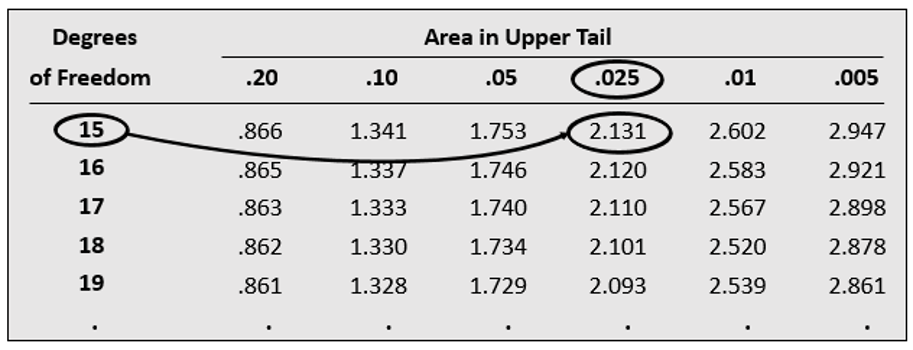 Degrees Area in Upper Tail
of Freedom .20 .10 .05 .025 .01 .005
15 .866 1.341 1.753 2.131 2.602 2.947
16 .865 1.337 1.746 2.120 2.583 2.921
17 .863 1.333 1.740 2.110 2.567 2.898
18 .862 1.330 1.734 2.101 2.520 2.878
19 .861 1.328 1.729 2.093 2.539 2.861
. . . . . . .